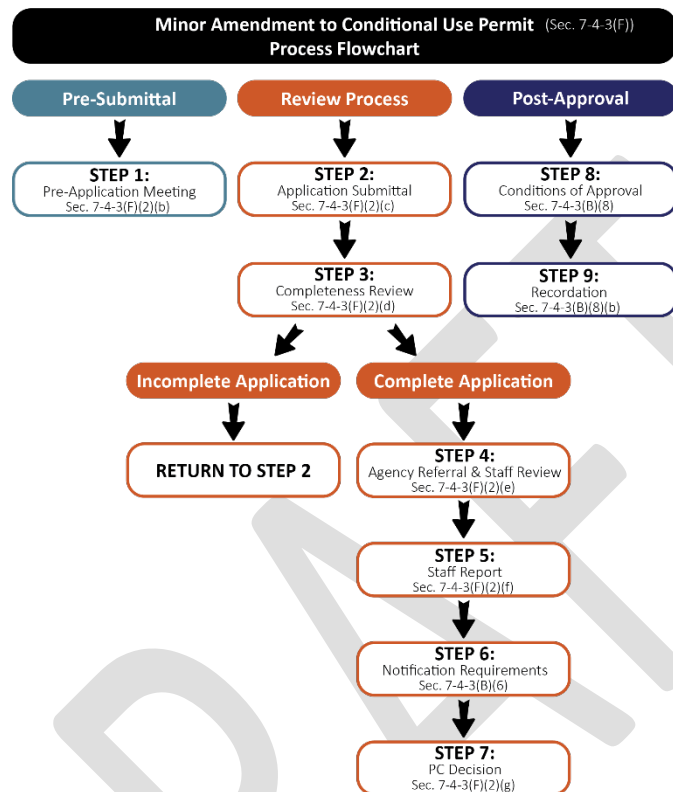 Minor Amendment to Conditional Use Permit (Sec. 7-4-3(F))
Process Flowchart
Pre-Submittal
Review Process
Post-Approval
STEP 1:
Pre-Application Meeting
Sec. 7-4-3(F)(2)(b)
STEP 2:
Application Submittal
Sec. 7-4-3(F)(2)(c)
STEP 8:
Conditions of Approval
Sec. 7-4-3(B)(8)
STEP 3:
Completeness Review
Sec. 7-4-3(F)(2)(d)
STEP 9:
Recordation
Sec. 7-4-3(B)(8)(b)
Incomplete Application
Complete Application
RETURN TO STEP 2
STEP 4:
Agency Referral & Staff Review
Sec. 7-4-3(F)(2)(e)
STEP 5:
Staff Report
Sec. 7-4-3(F)(2)(f)
STEP 6:
Notification Requirements
Sec. 7-4-3(B)(6)
STEP 7:
PC Decision
Sec. 7-4-3(F)(2)(g)
DRAFT